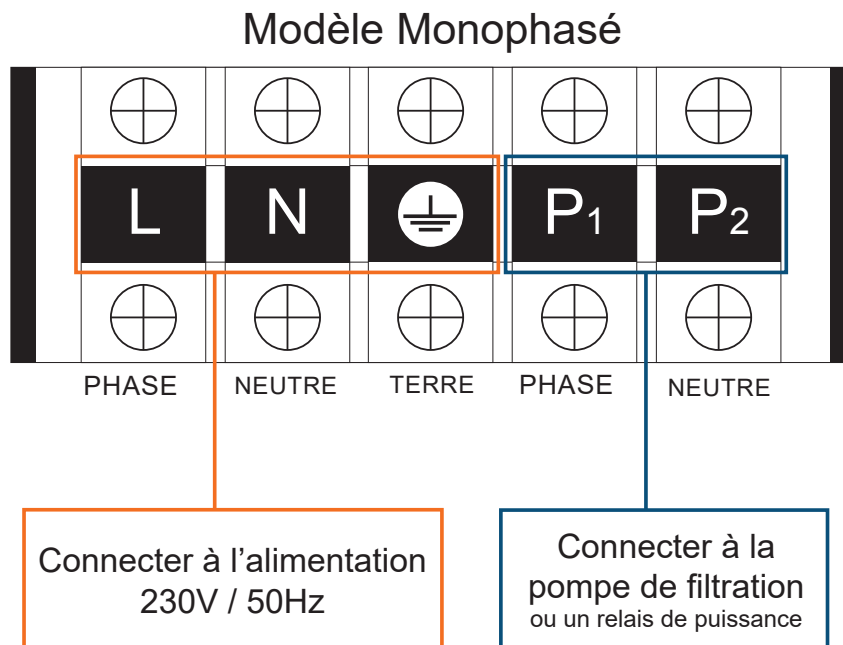 Modèle Monophasé
L N P1 P2
PHASE NEUTRE TERRE PHASE NEUTRE
Connecter à l’alimentation
230V / 50Hz
Connecter à la
pompe de filtration
ou un relais de puissance